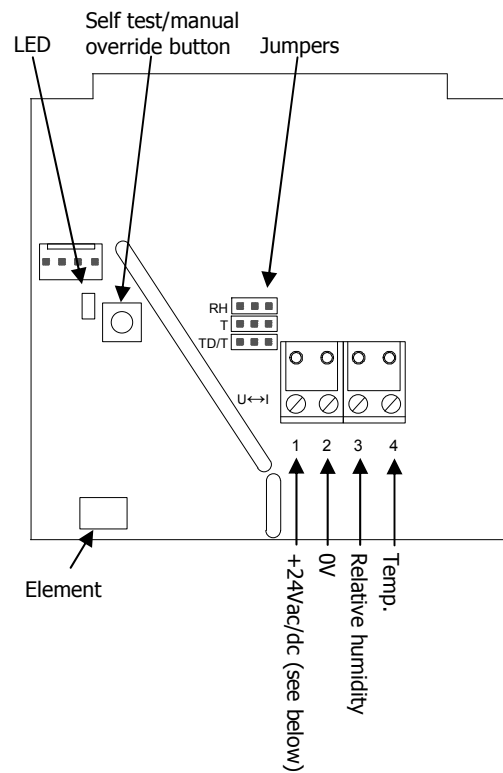 Self test/manual
override button
LED
Jumpers
RH
T
TD/T
U↔I
1 2 3 4
Element
+24Vac/dc (see below)
0V
Relative humidity
Temp.